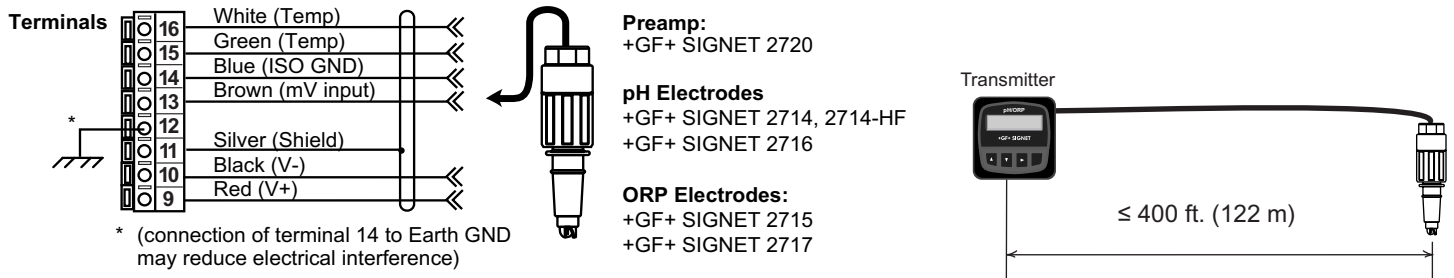 Terminals
16 White (Temp)
15 Green (Temp)
14 Blue (ISO GND)
13 Brown (mV input)
* 12
11 Silver (Shield)
10 Black (V-)
9 Red (V+)
* (connection of terminal 14 to Earth GND
may reduce electrical interference)
Preamp:
+GF+ SIGNET 2720
pH Electrodes
+GF+ SIGNET 2714, 2714-HF
+GF+ SIGNET 2716
ORP Electrodes:
+GF+ SIGNET 2715
+GF+ SIGNET 2717
Transmitter
pH/ORP
+GF+ SIGNET
≤ 400 ft. (122 m)